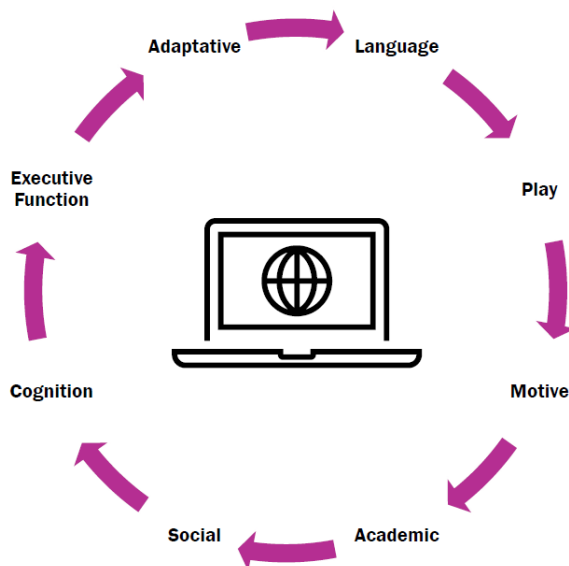 Adaptative
Language
Play
Motive
Academic
Social
Cognition
Executive
Function